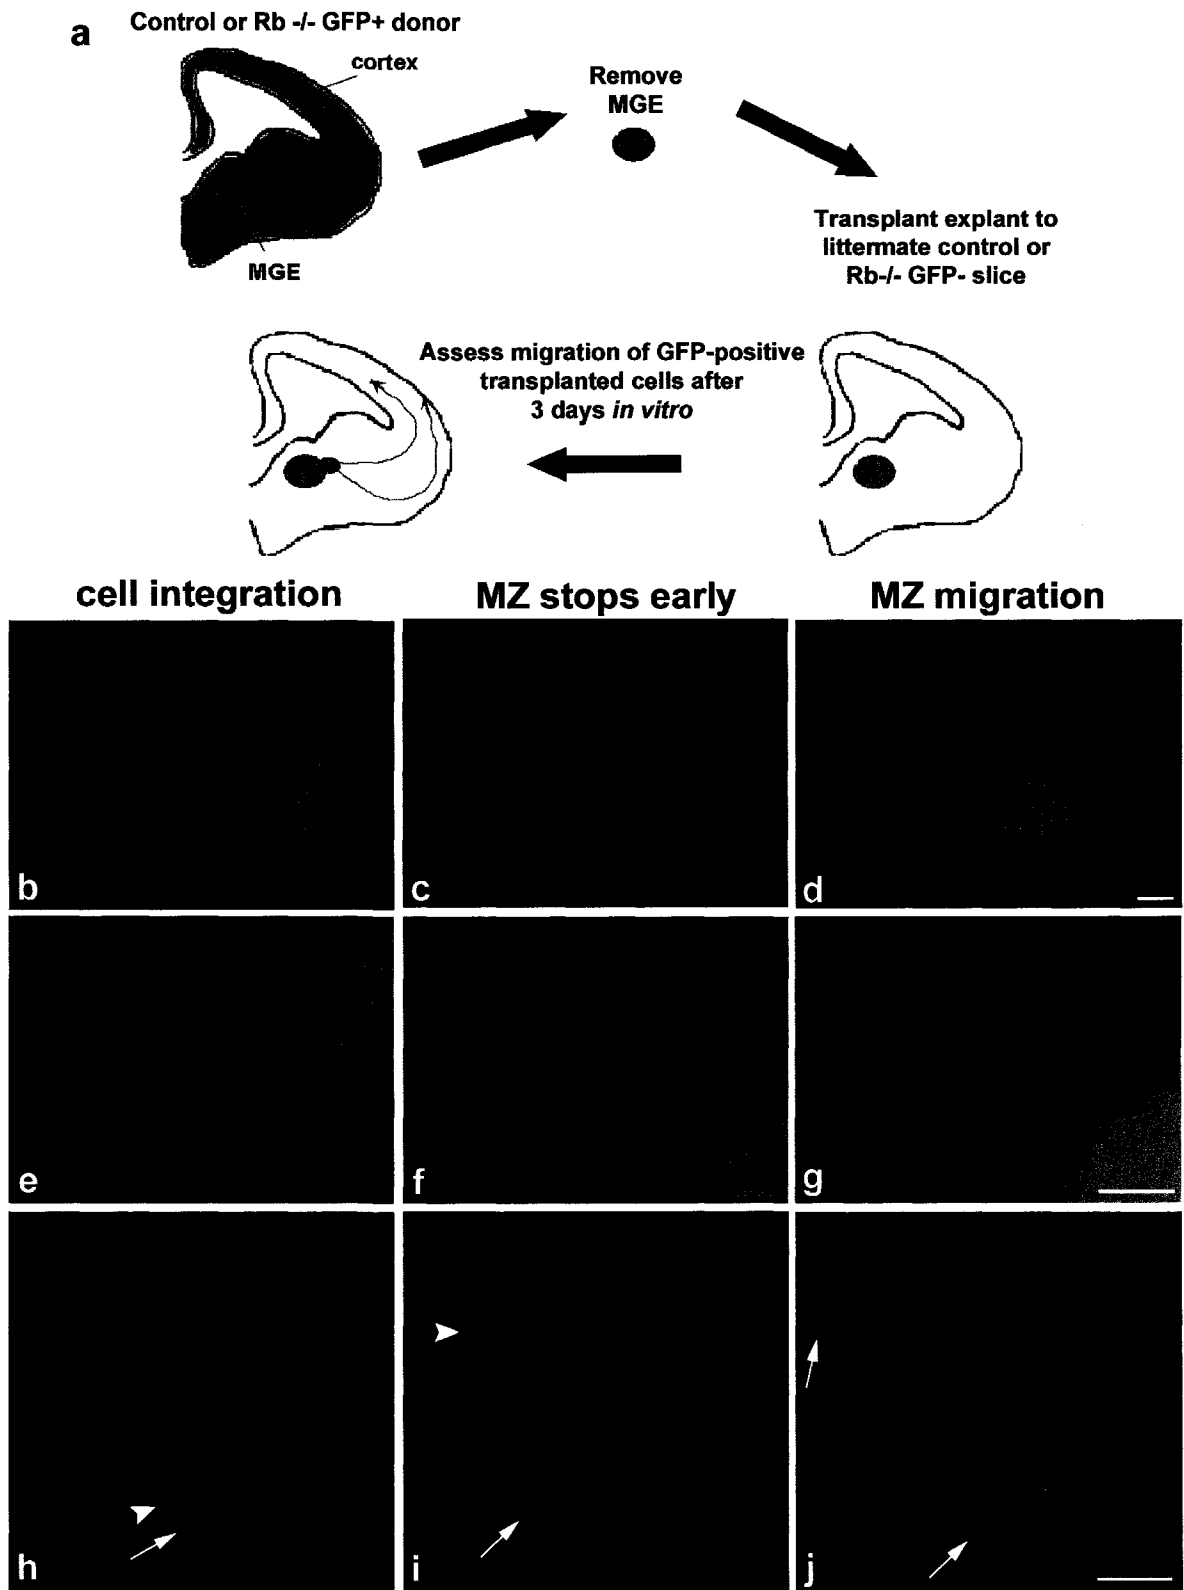 a
Control or Rb -/- GFP+ donor
cortex
MGE
Remove
MGE
Transplant explant to
littermate control or
Rb-/- GFP- slice
Assess migration of GFP-positive
transplanted cells after
3 days in vitro
cell integration
MZ stops early
MZ migration
b
c
d
e
f
g
h
i
j